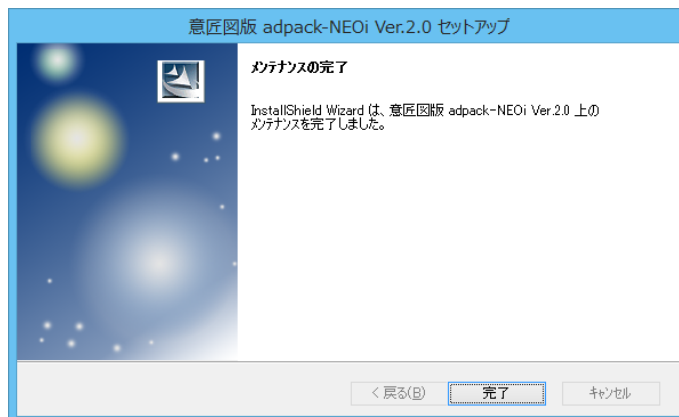 意匠図版 adpack-NEOi Ver.2.0 セットアップ
メンテナンスの完了
InstallShield Wizard は、意匠図版 adpack-NEOi Ver.2.0 上の
メンテナンスを完了しました。
< 戻る(B)
完了
キャンセル